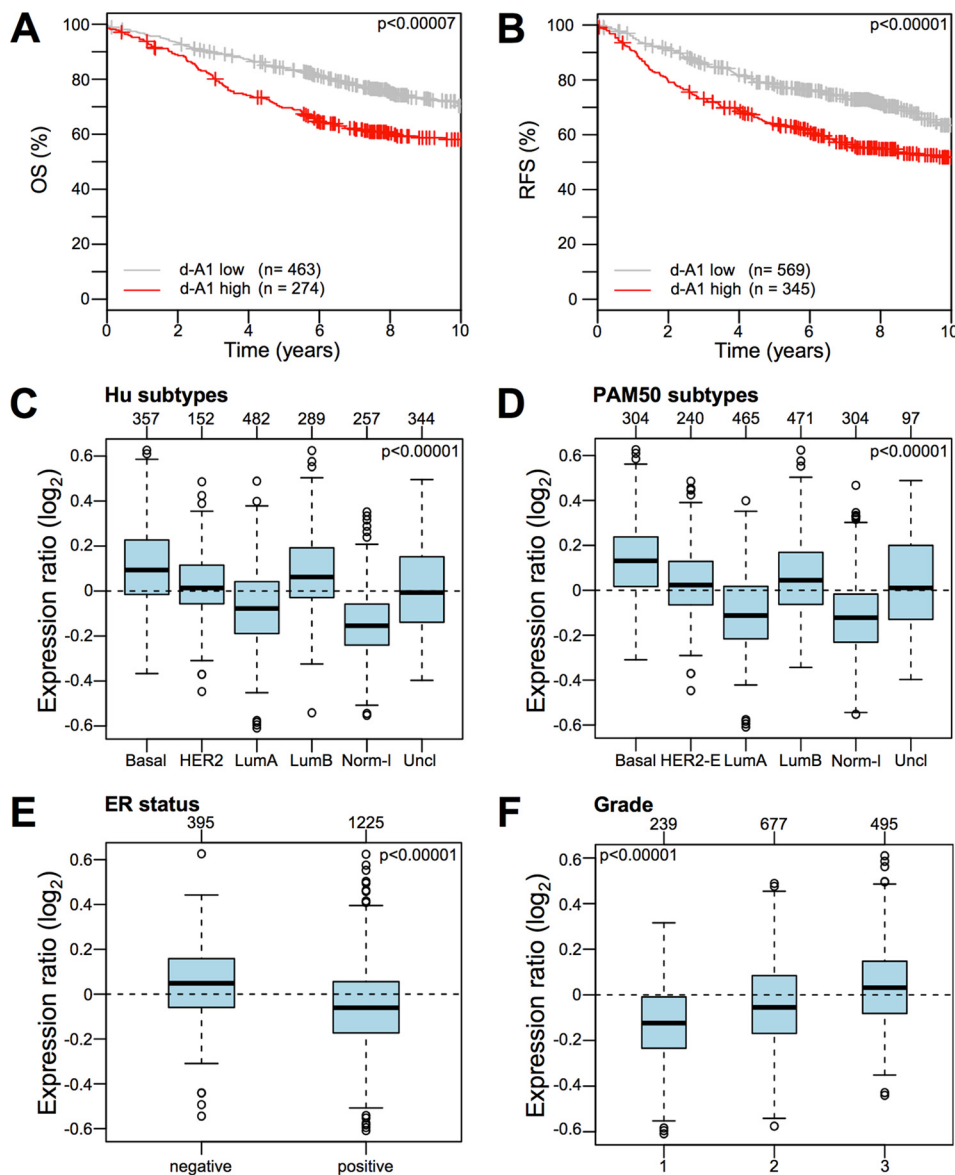 A
p<0.00007
OS (%)
100
80
60
40
20
0
d-A1 low (n= 463)
d-A1 high (n = 274)
0 2 4 6 8 10
Time (years)
B
p<0.00001
RFS (%)
100
80
60
40
20
0
d-A1 low (n= 569)
d-A1 high (n = 345)
0 2 4 6 8 10
Time (years)
C
Hu subtypes
357 152 482 289 257 344
p<0.00001
Expression ratio (log2)
0.6
0.4
0.2
0
-0.2
-0.4
-0.6
Basal HER2 LumA LumB Norm-l Uncl
D
PAM50 subtypes
304 240 465 471 304 97
p<0.00001
Expression ratio (log2)
0.6
0.4
0.2
0
-0.2
-0.4
-0.6
Basal HER2-E LumA LumB Norm-l Uncl
E
ER status
395 1225
p<0.00001
Expression ratio (log2)
0.6
0.4
0.2
0
-0.2
-0.4
-0.6
negative positive
F
Grade
239 677 495
p<0.00001
Expression ratio (log2)
0.6
0.4
0.2
0
-0.2
-0.4
-0.6
1 2 3